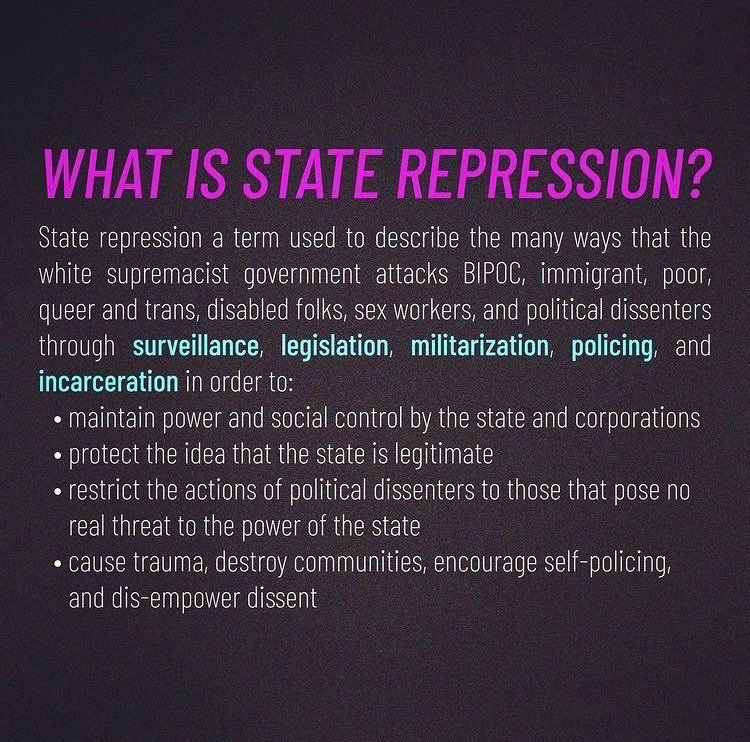 WHAT IS STATE REPRESSION?
State repression a term used to describe the many ways that the
white supremacist government attacks BIPOC, immigrant, poor,
queer and trans, disabled folks, sex workers, and political dissenters
through surveillance, legislation, militarization, policing, and
incarceration in order to:
• maintain power and social control by the state and corporations
• protect the idea that the state is legitimate
• restrict the actions of political dissenters to those that pose no
real threat to the power of the state
• cause trauma, destroy communities, encourage self-policing,
and dis-empower dissent